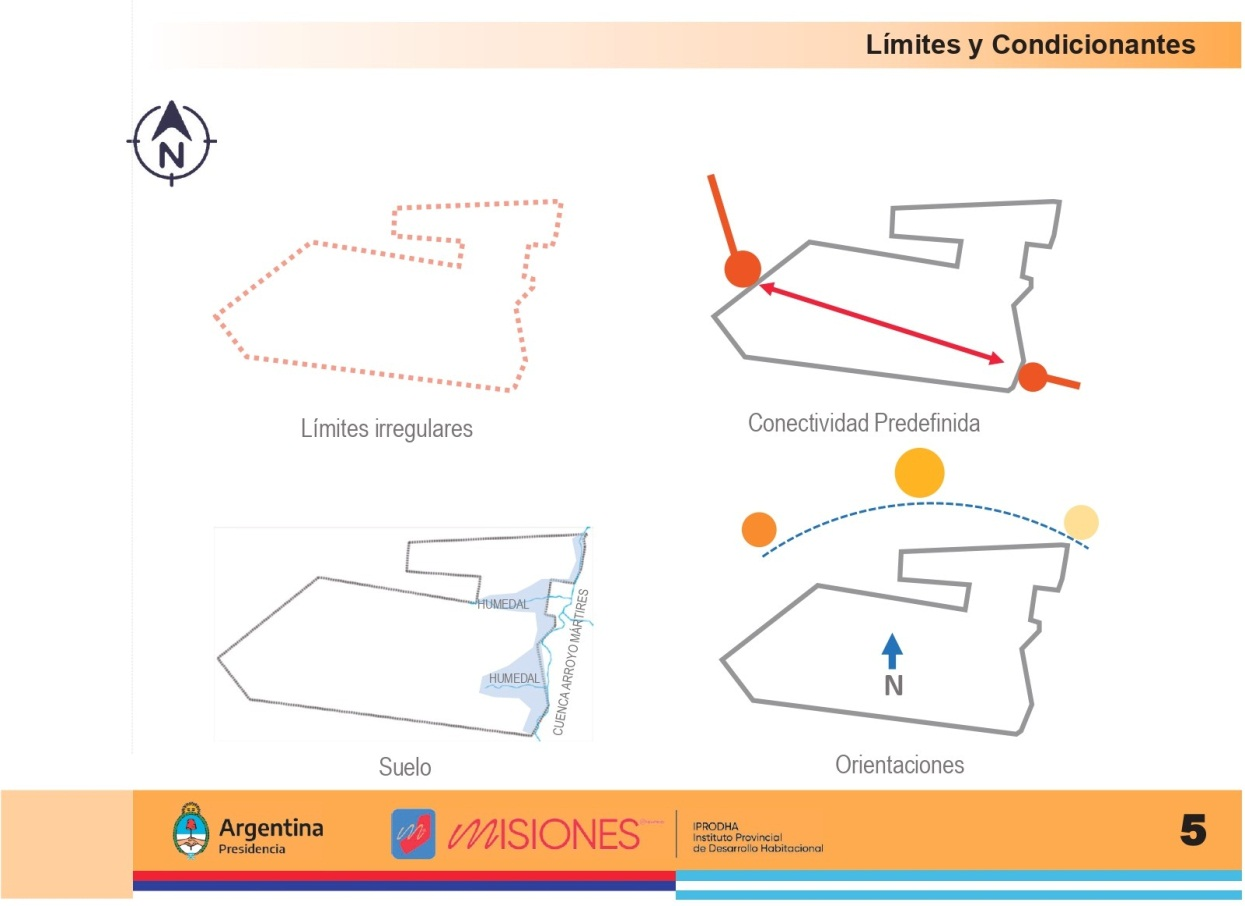 Límites y Condicionantes
N
Límites irregulares
Conectividad Predefinida
HUMEDAL
HUMEDAL
CUENCA ARROYO MÁRTIRES
N
Suelo
Orientaciones
Argentina
Presidencia
MISIONES
IPRODHA
Instituto Provincial
de Desarrollo Habitacional
5